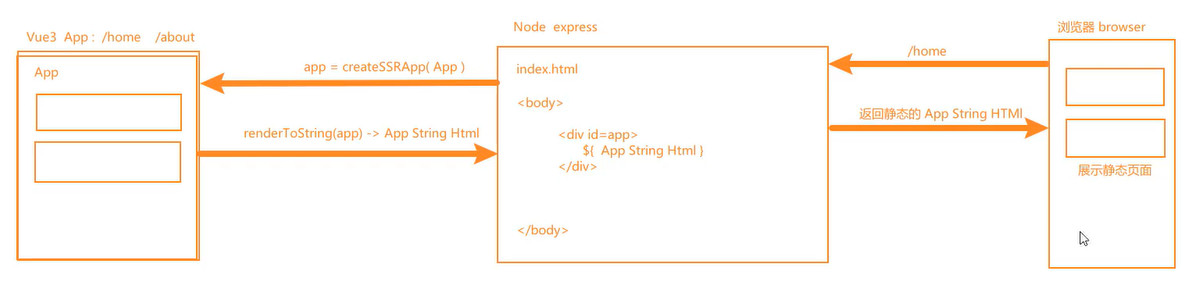 Vue3 App : /home /about
App
app = createSSRApp( App )
renderToString(app) -> App String Html
Node express
index.html
<body>
<div id=app>
${ App String Html }
</div>
</body>
浏览器 browser
/home
返回静态的 App String HTMl
展示静态页面